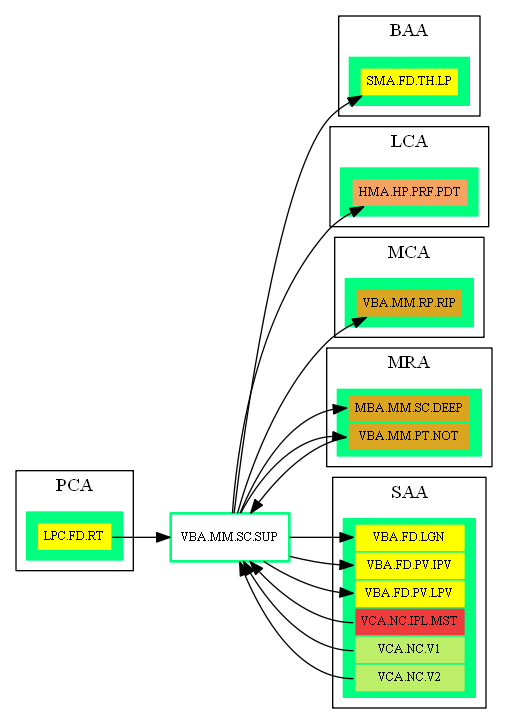 BAA
SMA.FD.TH.LP
LCA
HMA.HP.PRF.PDT
MCA
VBA.MM.RP.RIP
MRA
MBA.MM.SC.DEEP
VBA.MM.PT.NOT
PCA
LPC.FD.RT
VBA.MM.SC.SUP
SAA
VBA.FD.LGN
VBA.FD.PV.IPV
VBA.FD.PV.LPV
VCA.NC.IPL.MST
VCA.NC.V1
VCA.NC.V2